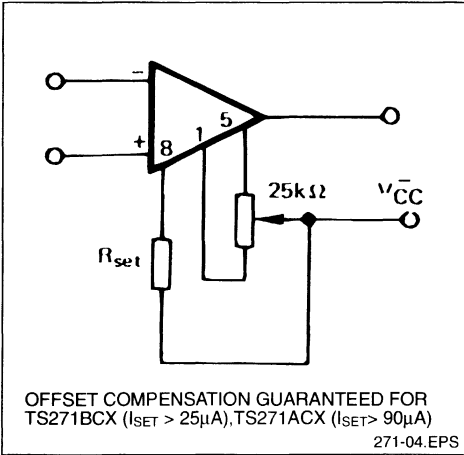 −
+
8
1
5
25kΩ
V̄CC
Rset
OFFSET COMPENSATION GUARANTEED FOR
TS271BCX (ISET > 25µA),TS271ACX (ISET> 90µA)
271-04.EPS